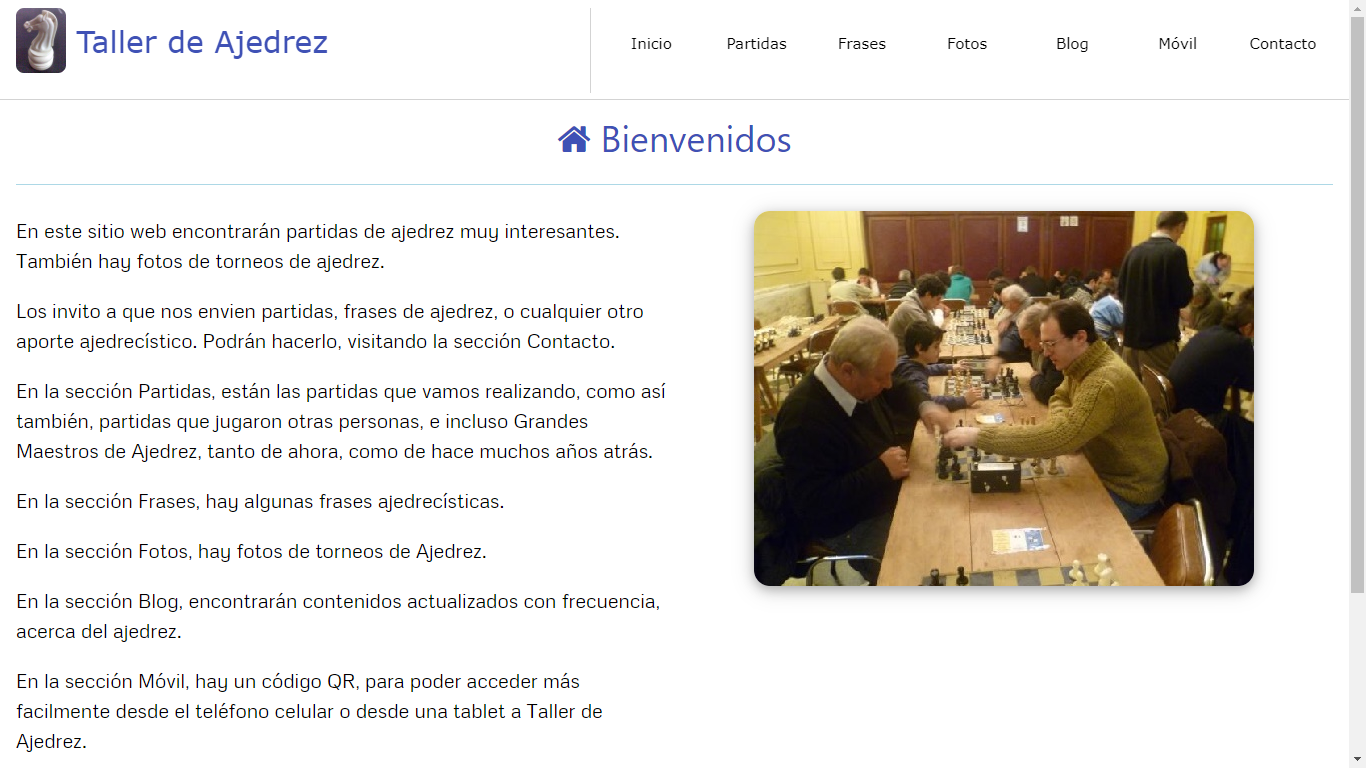 Taller de Ajedrez
Inicio
Partidas
Frases
Fotos
Blog
Móvil
Contacto
Bienvenidos
En este sitio web encontrarán partidas de ajedrez muy interesantes.
También hay fotos de torneos de ajedrez.
Los invito a que nos envien partidas, frases de ajedrez, o cualquier otro
aporte ajedrecístico. Podrán hacerlo, visitando la sección Contacto.
En la sección Partidas, están las partidas que vamos realizando, como así
también, partidas que jugaron otras personas, e incluso Grandes
Maestros de Ajedrez, tanto de ahora, como de hace muchos años atrás.
En la sección Frases, hay algunas frases ajedrecísticas.
En la sección Fotos, hay fotos de torneos de Ajedrez.
En la sección Blog, encontrarán contenidos actualizados con frecuencia,
acerca del ajedrez.
En la sección Móvil, hay un código QR, para poder acceder más
facilmente desde el teléfono celular o desde una tablet a Taller de
Ajedrez.